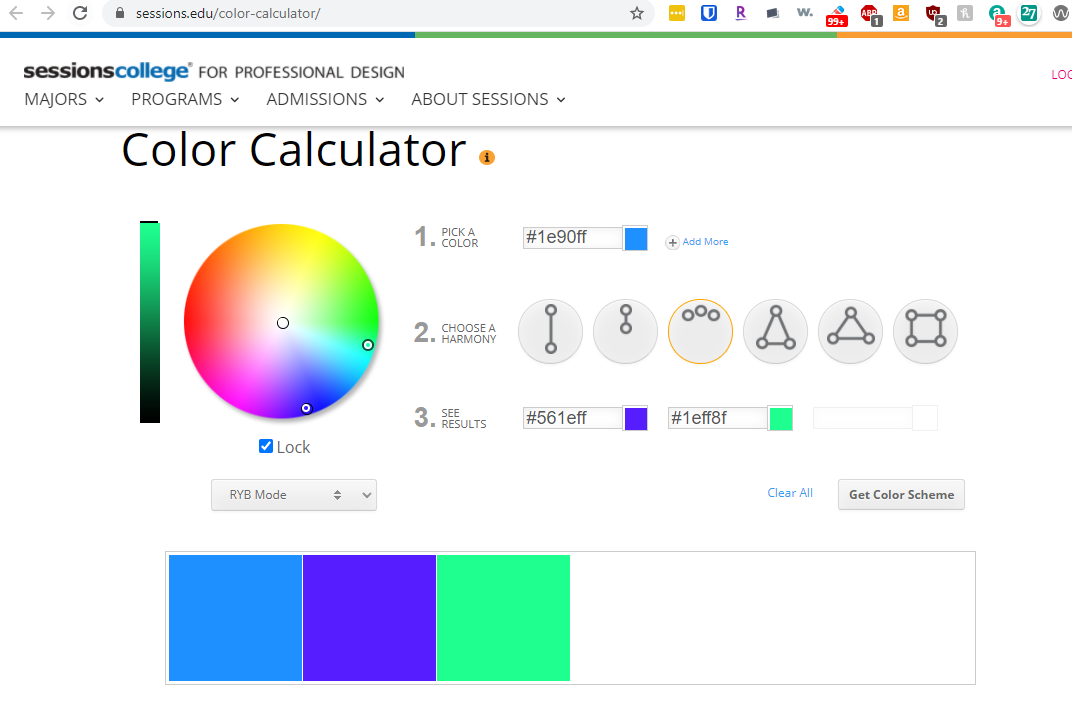 sessions.edu/color-calculator/
w.
99+
ABP
1
a
2
9+
27
sessionscollege® FOR PROFESSIONAL DESIGN
LOG
MAJORS PROGRAMS ADMISSIONS ABOUT SESSIONS
Color Calculator i
1. PICK A
COLOR
#1e90ff
Add More
2. CHOOSE A
HARMONY
3. SEE
RESULTS
#561eff #1eff8f
Lock
RYB Mode
Clear All
Get Color Scheme